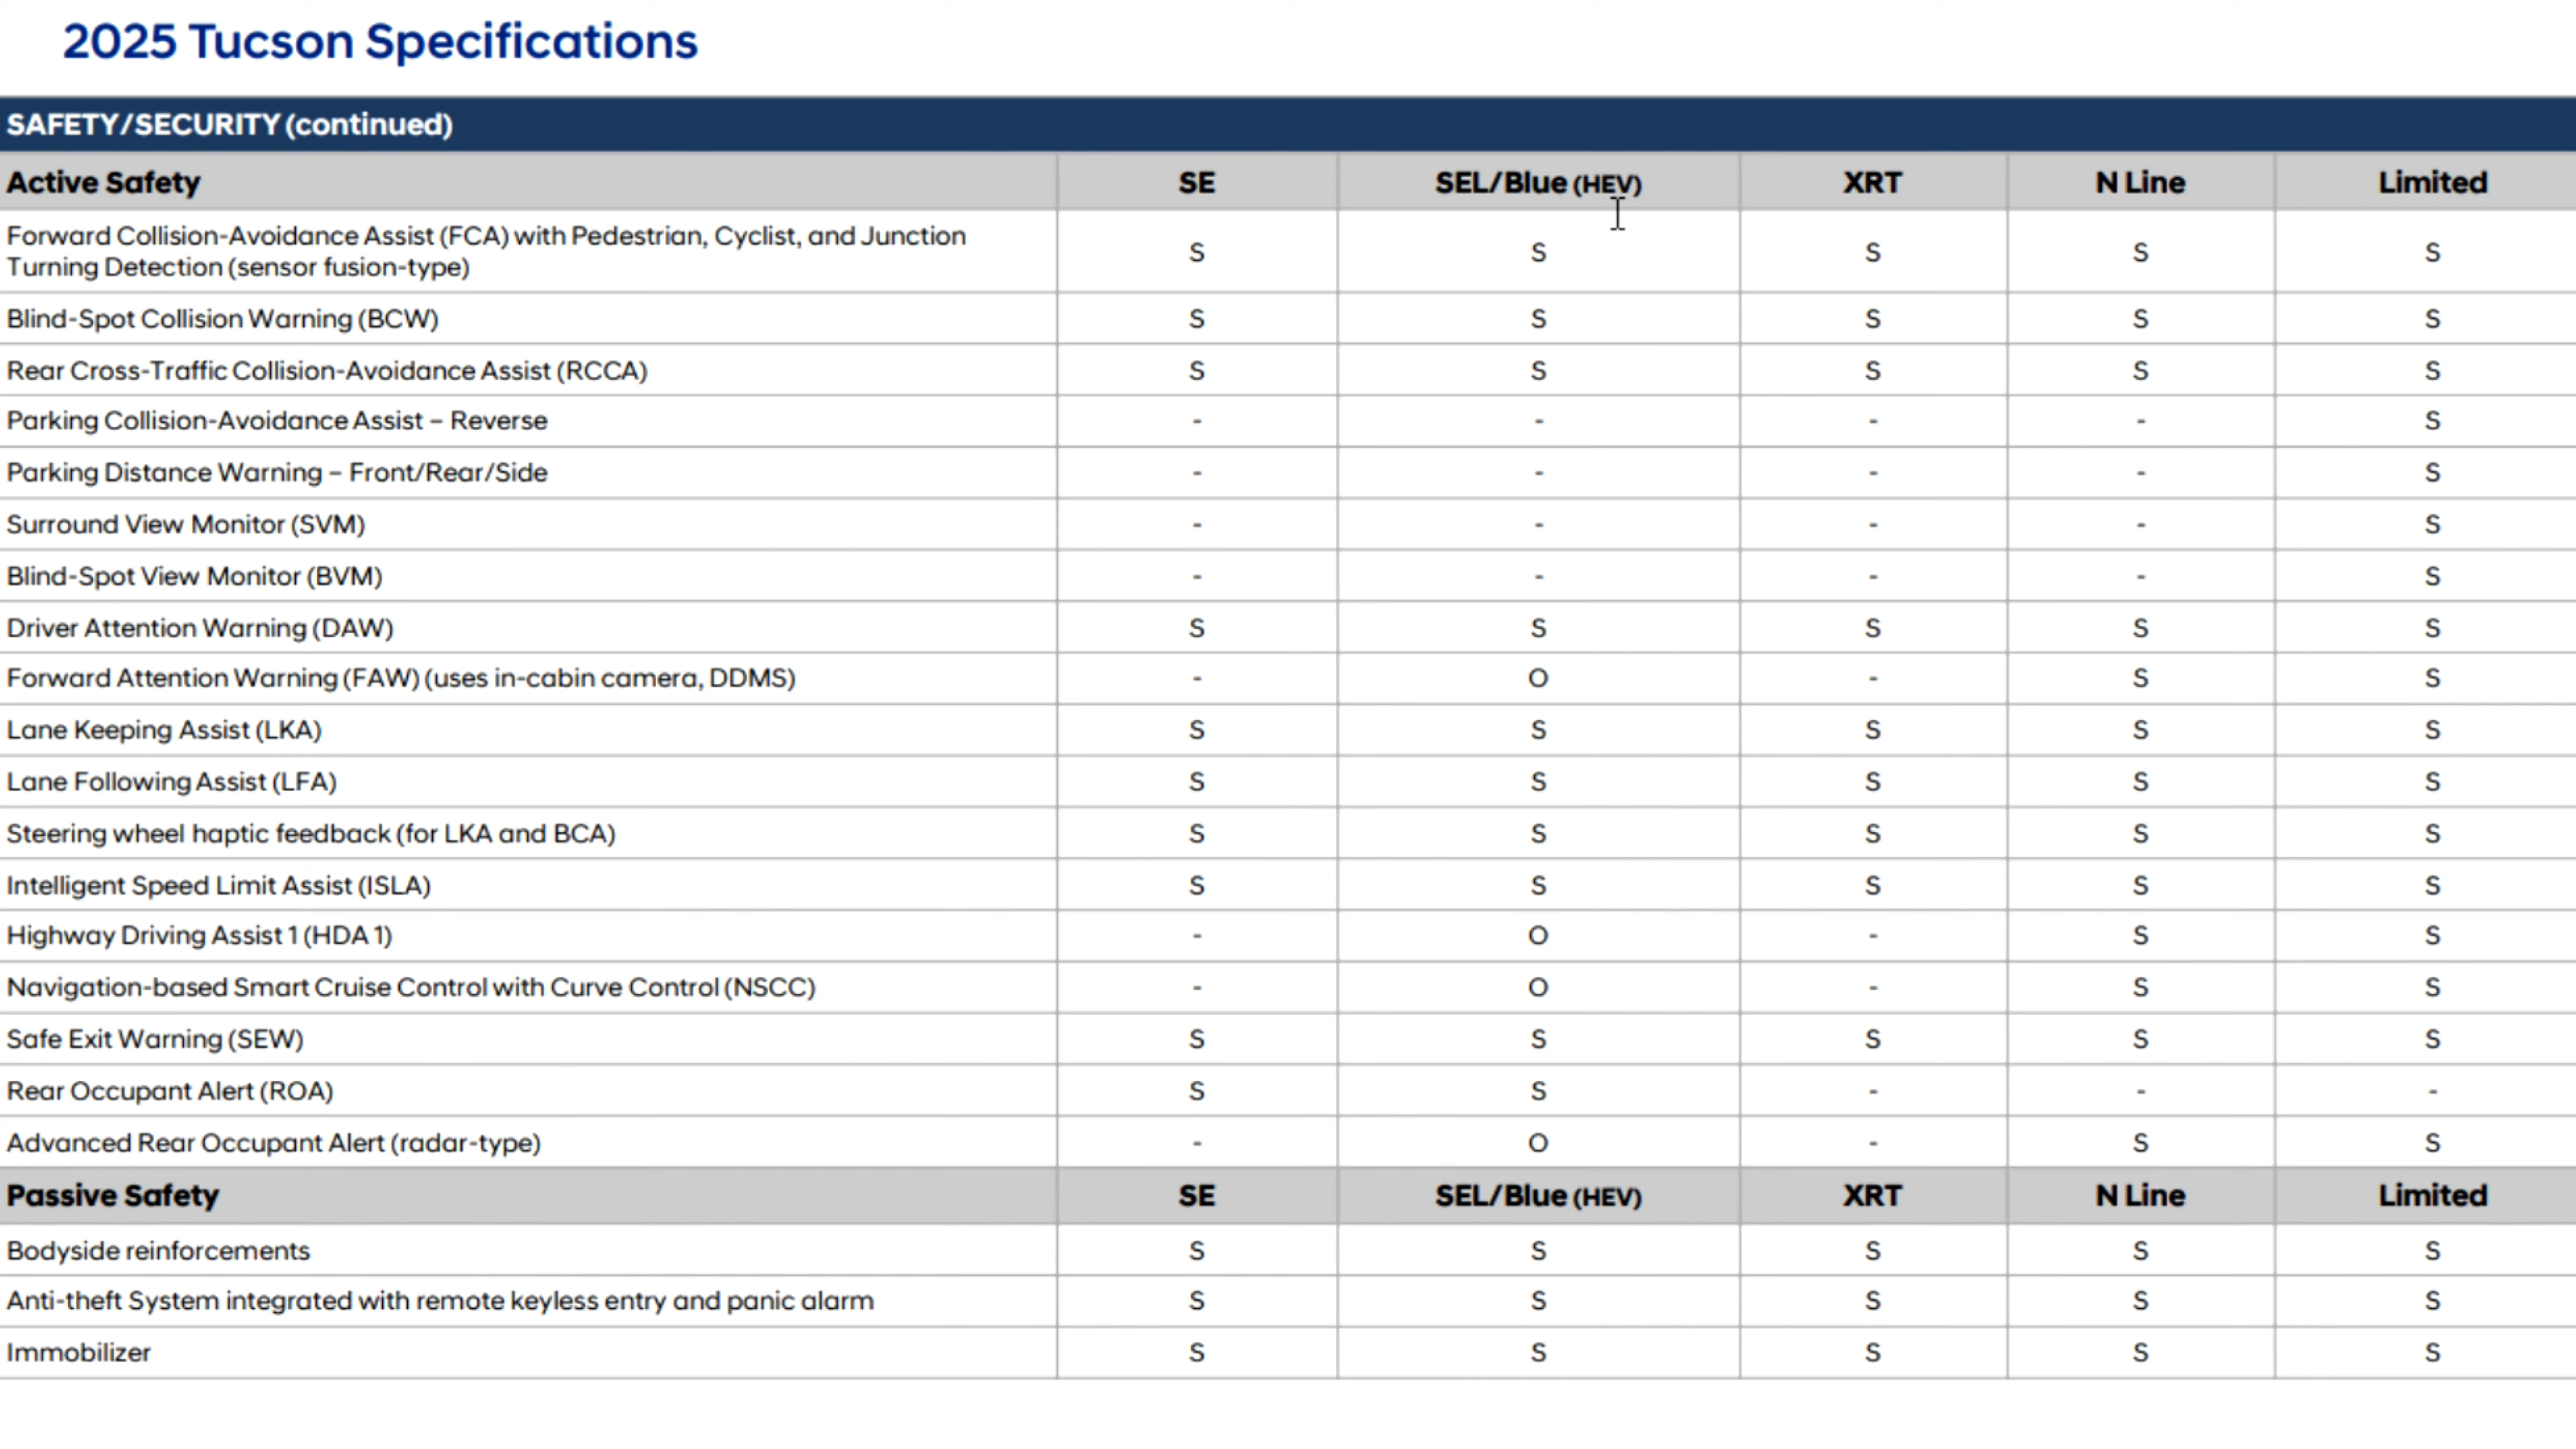 2025 Tucson Specifications
SAFETY/SECURITY (continued)
Active Safety SE SEL/Blue (HEV) XRT N Line Limited
Forward Collision-Avoidance Assist (FCA) with Pedestrian, Cyclist, and Junction
Turning Detection (sensor fusion-type) S S S S S
Blind-Spot Collision Warning (BCW) S S S S S
Rear Cross-Traffic Collision-Avoidance Assist (RCCA) S S S S S
Parking Collision-Avoidance Assist – Reverse - - - - S
Parking Distance Warning – Front/Rear/Side - - - - S
Surround View Monitor (SVM) - - - - S
Blind-Spot View Monitor (BVM) - - - - S
Driver Attention Warning (DAW) S S S S S
Forward Attention Warning (FAW) (uses in-cabin camera, DDMS) - O - S S
Lane Keeping Assist (LKA) S S S S S
Lane Following Assist (LFA) S S S S S
Steering wheel haptic feedback (for LKA and BCA) S S S S S
Intelligent Speed Limit Assist (ISLA) S S S S S
Highway Driving Assist 1 (HDA 1) - O - S S
Navigation-based Smart Cruise Control with Curve Control (NSCC) - O - S S
Safe Exit Warning (SEW) S S S S S
Rear Occupant Alert (ROA) S S - - -
Advanced Rear Occupant Alert (radar-type) - O - S S
Passive Safety SE SEL/Blue (HEV) XRT N Line Limited
Bodyside reinforcements S S S S S
Anti-theft System integrated with remote keyless entry and panic alarm S S S S S
Immobilizer S S S S S